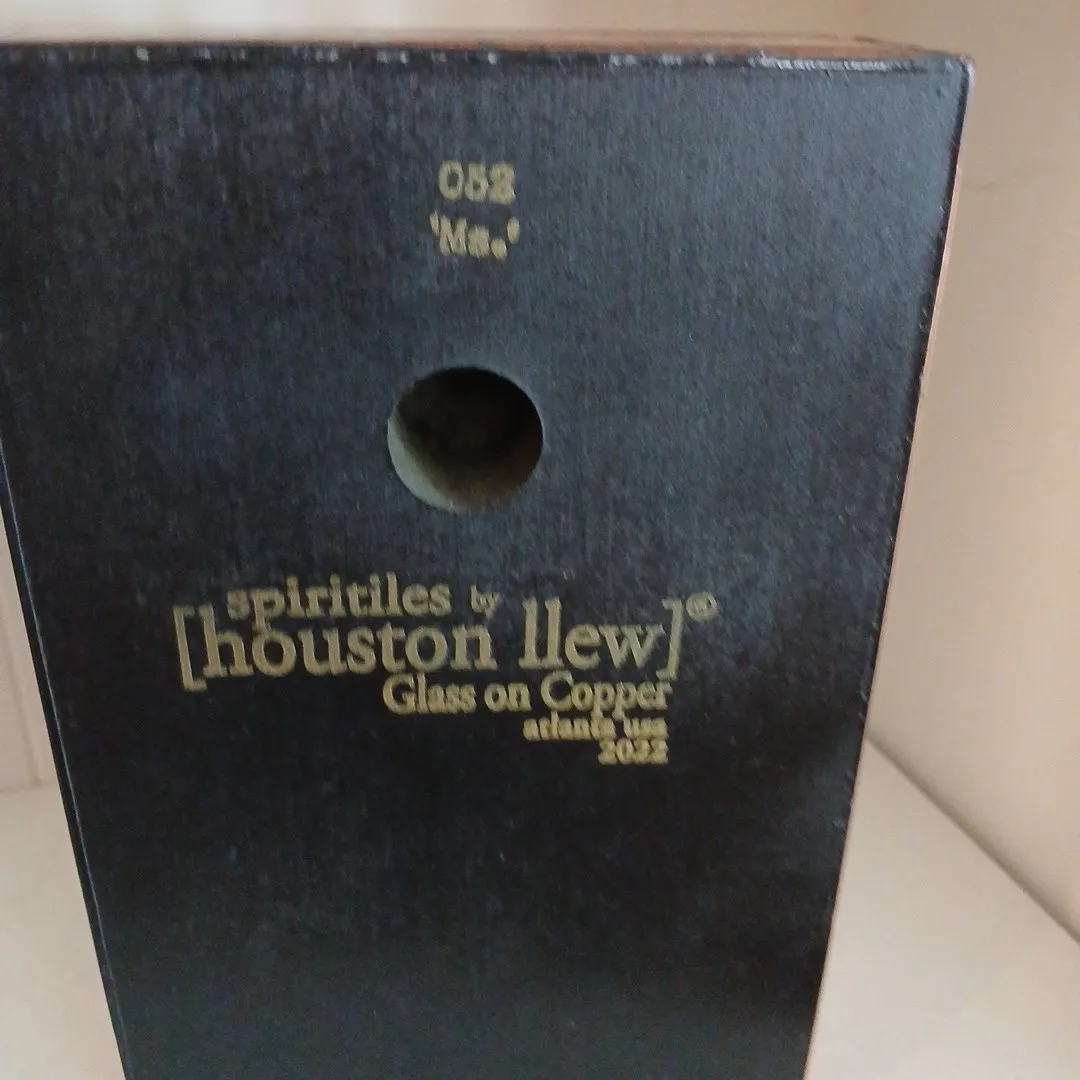 052
'Ms.'
spiritiles by
[houston llew]®
Glass on Copper
atlanta usa
2022